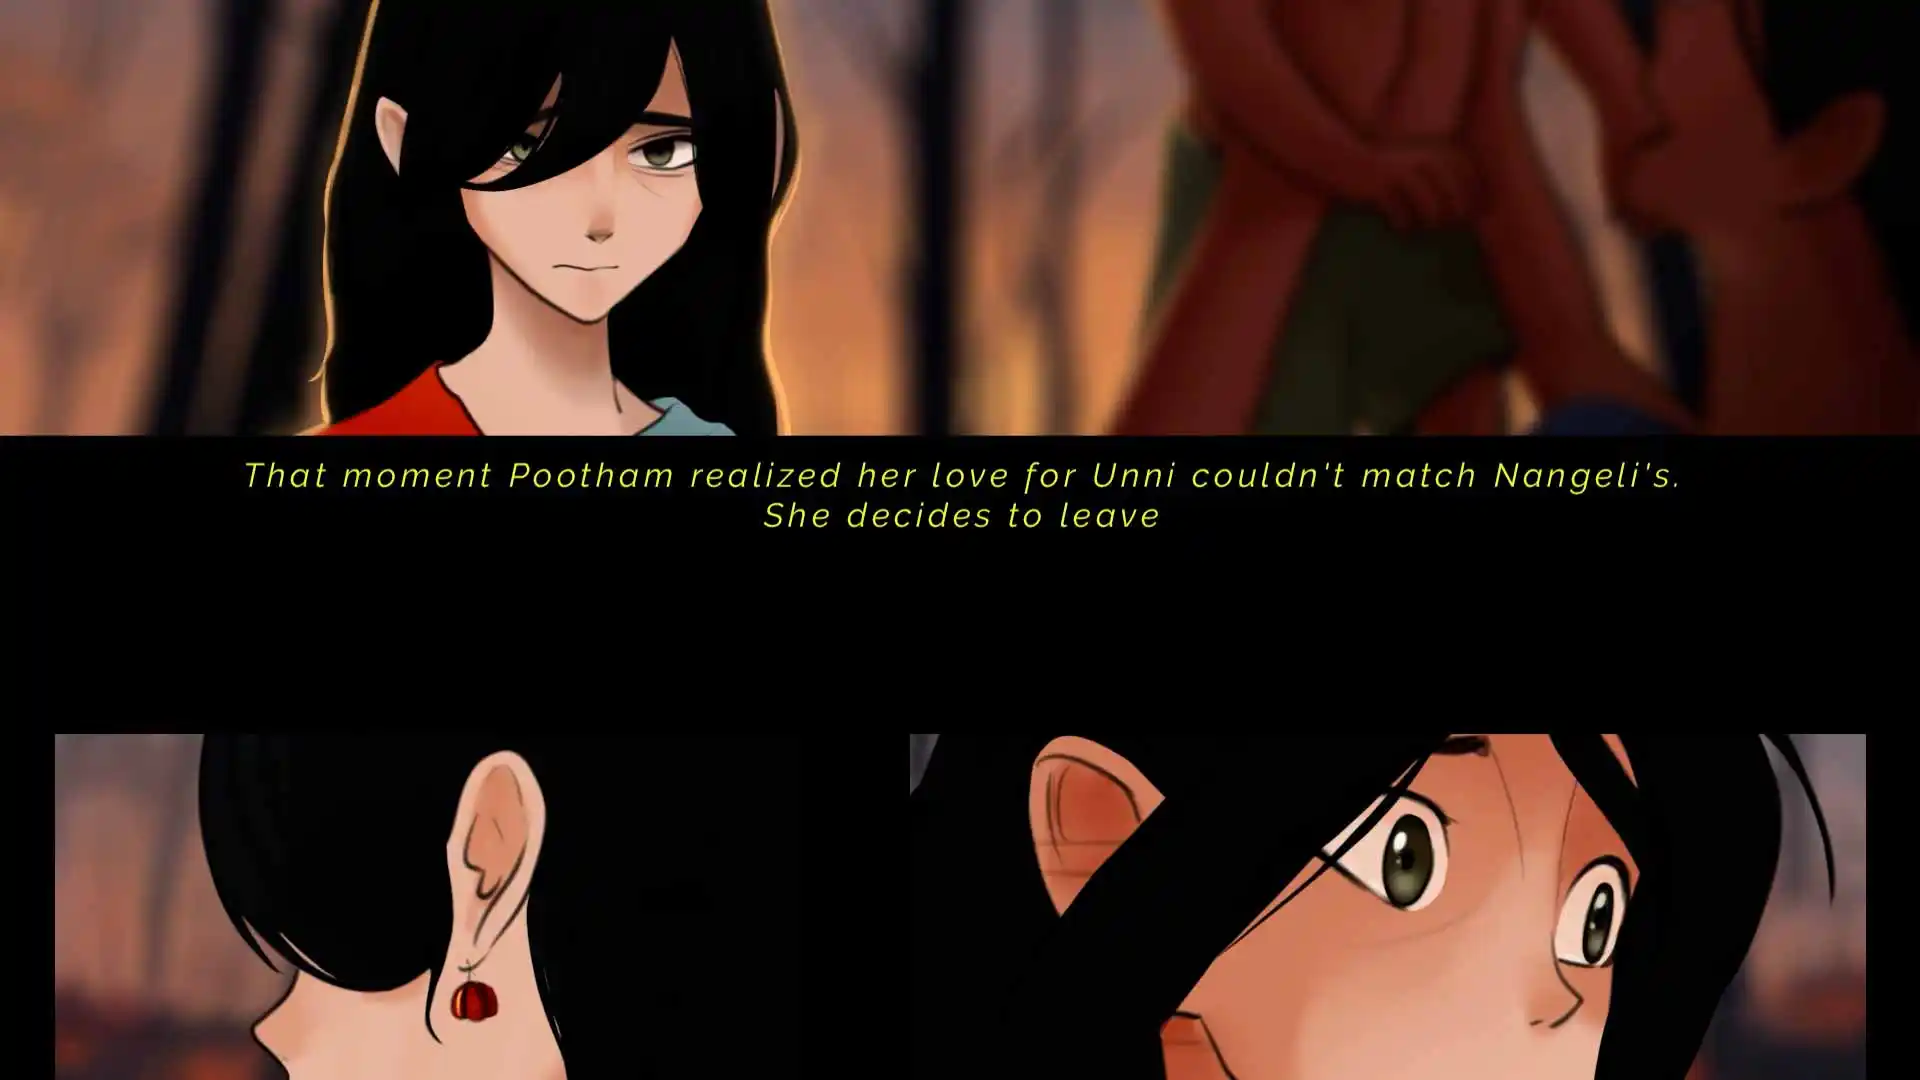 That moment Pootham realized her love for Unni couldn't match Nangeli's.
She decides to leave